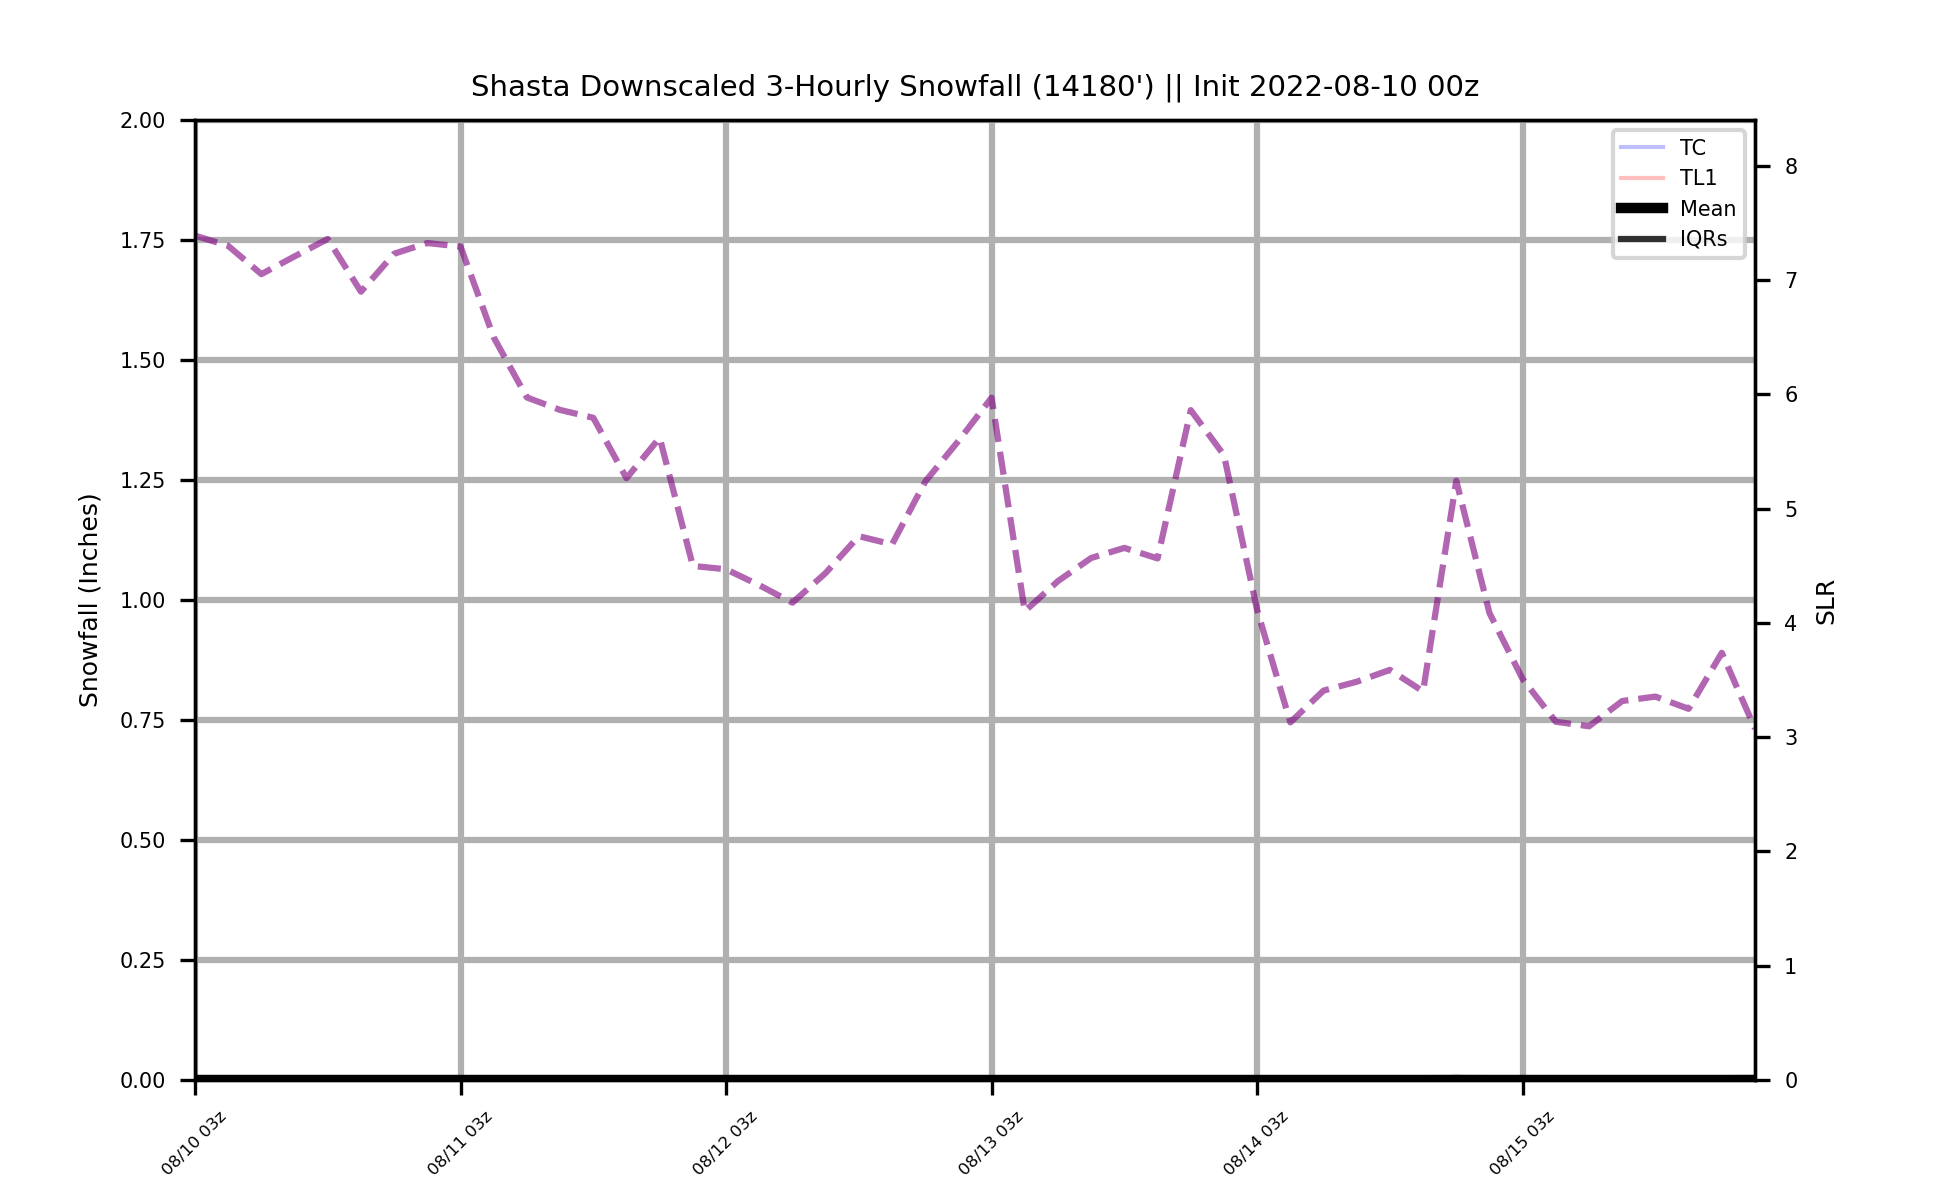 Shasta Downscaled 3-Hourly Snowfall (14180') || Init 2022-08-10 00z
2.00
1.75
1.50
1.25
1.00
0.75
0.50
0.25
0.00
Snowfall (Inches)
TC
TL1
Mean
IQRs
8
7
6
5
4
3
2
1
0
SLR
08/10 03z
08/11 03z
08/12 03z
08/13 03z
08/14 03z
08/15 03z